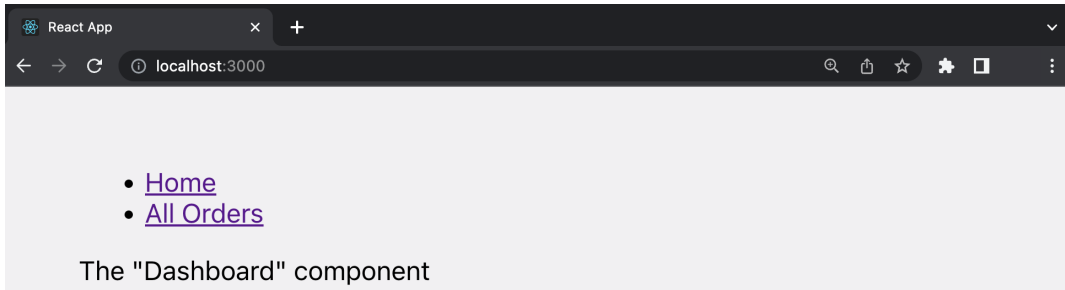 React App
localhost:3000
Home
All Orders
The "Dashboard" component